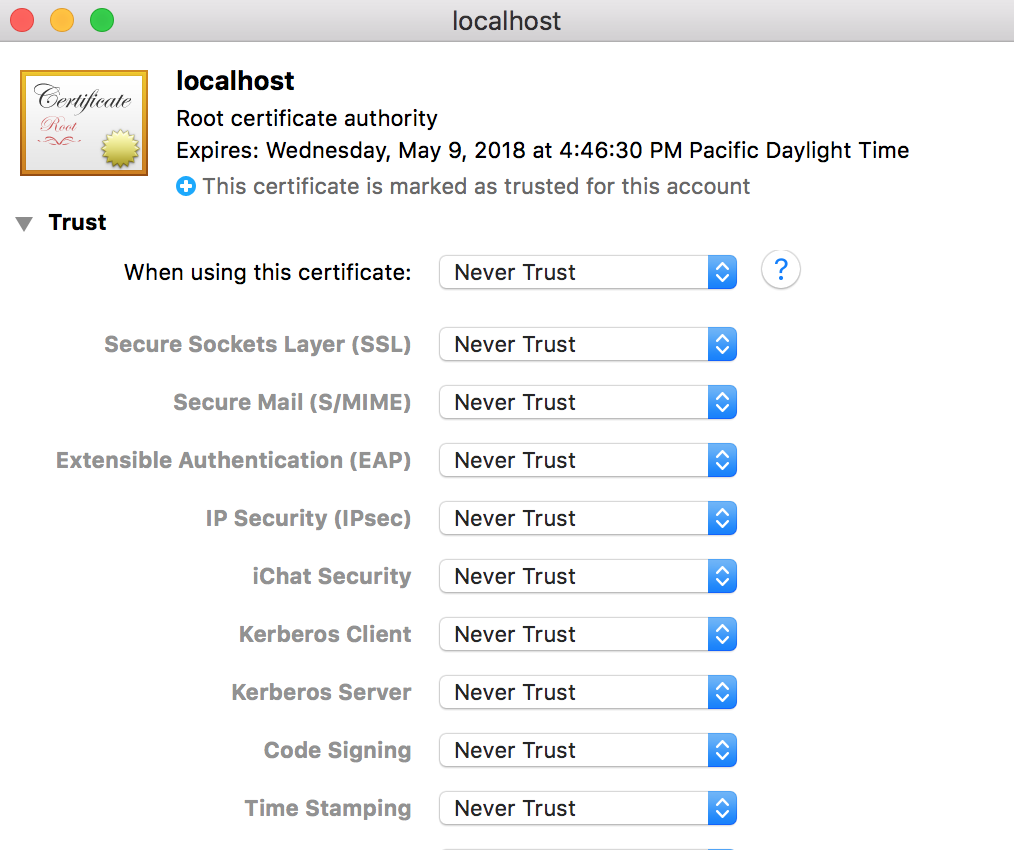 localhost
Certificate
Root
localhost
Root certificate authority
Expires: Wednesday, May 9, 2018 at 4:46:30 PM Pacific Daylight Time
This certificate is marked as trusted for this account
Trust
When using this certificate: Never Trust ?
Secure Sockets Layer (SSL) Never Trust
Secure Mail (S/MIME) Never Trust
Extensible Authentication (EAP) Never Trust
IP Security (IPsec) Never Trust
iChat Security Never Trust
Kerberos Client Never Trust
Kerberos Server Never Trust
Code Signing Never Trust
Time Stamping Never Trust